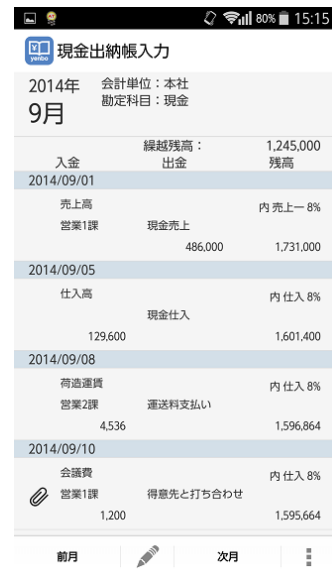 80% 15:15
yenbo 現金出納帳入力
2014年 会計単位：本社
9月 勘定科目：現金
繰越残高： 1,245,000
入金 出金 残高
2014/09/01
売上高 内 売上一 8%
営業1課 現金売上
486,000 1,731,000
2014/09/05
仕入高 内 仕入 8%
現金仕入
129,600 1,601,400
2014/09/08
荷造運賃 内 仕入 8%
営業2課 運送料支払い
4,536 1,596,864
2014/09/10
会議費 内 仕入 8%
営業1課 得意先と打ち合わせ
1,200 1,595,664
前月 次月